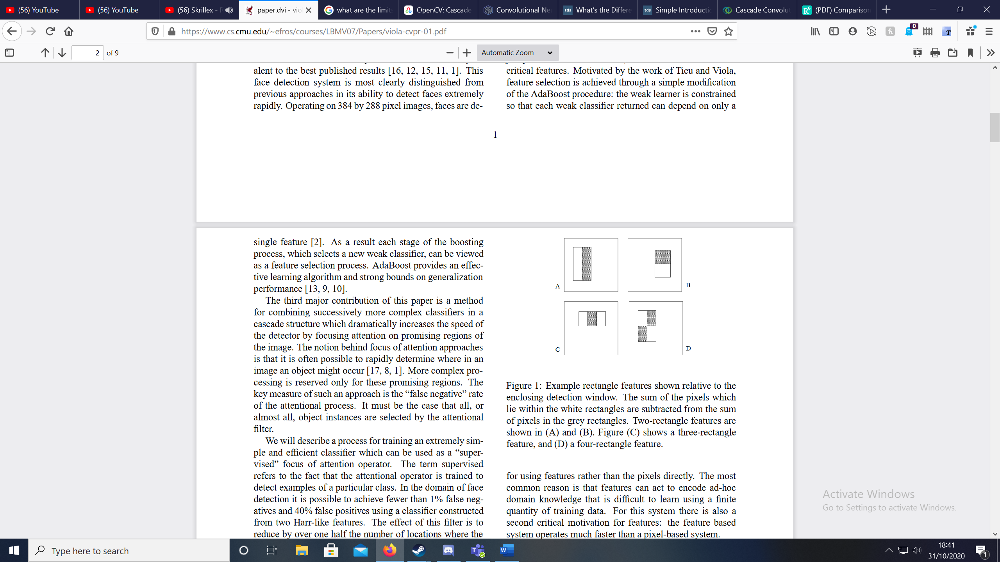 (56) YouTube
(56) YouTube
(56) Skrillex - R
paper.dvi - vio
what are the limit
OpenCV: Cascade
Convolutional Ne
tds What's the Differe
tds Simple Introductio
Cascade Convolut
(PDF) Comparison
https://www.cs.cmu.edu/~efros/courses/LBMV07/Papers/viola-cvpr-01.pdf
0
2 of 9
Automatic Zoom
alent to the best published results [16, 12, 15, 11, 1]. This
face detection system is most clearly distinguished from
previous approaches in its ability to detect faces extremely
rapidly. Operating on 384 by 288 pixel images, faces are de-
critical features. Motivated by the work of Tieu and Viola,
feature selection is achieved through a simple modification
of the AdaBoost procedure: the weak learner is constrained
so that each weak classifier returned can depend on only a
1
single feature [2]. As a result each stage of the boosting
process, which selects a new weak classifier, can be viewed
as a feature selection process. AdaBoost provides an effec-
tive learning algorithm and strong bounds on generalization
performance [13, 9, 10].
The third major contribution of this paper is a method
for combining successively more complex classifiers in a
cascade structure which dramatically increases the speed of
the detector by focusing attention on promising regions of
the image. The notion behind focus of attention approaches
is that it is often possible to rapidly determine where in an
image an object might occur [17, 8, 1]. More complex pro-
cessing is reserved only for these promising regions. The
key measure of such an approach is the “false negative” rate
of the attentional process. It must be the case that all, or
almost all, object instances are selected by the attentional
filter.
We will describe a process for training an extremely sim-
ple and efficient classifier which can be used as a “super-
vised” focus of attention operator. The term supervised
refers to the fact that the attentional operator is trained to
detect examples of a particular class. In the domain of face
detection it is possible to achieve fewer than 1% false neg-
atives and 40% false positives using a classifier constructed
from two Harr-like features. The effect of this filter is to
reduce by over one half the number of locations where the
A
B
C
D
Figure 1: Example rectangle features shown relative to the
enclosing detection window. The sum of the pixels which
lie within the white rectangles are subtracted from the sum
of pixels in the grey rectangles. Two-rectangle features are
shown in (A) and (B). Figure (C) shows a three-rectangle
feature, and (D) a four-rectangle feature.
for using features rather than the pixels directly. The most
common reason is that features can act to encode ad-hoc
domain knowledge that is difficult to learn using a finite
quantity of training data. For this system there is also a
second critical motivation for features: the feature based
system operates much faster than a pixel-based system.
Activate Windows
Go to Settings to activate Windows.
Type here to search
18:41
31/10/2020
1